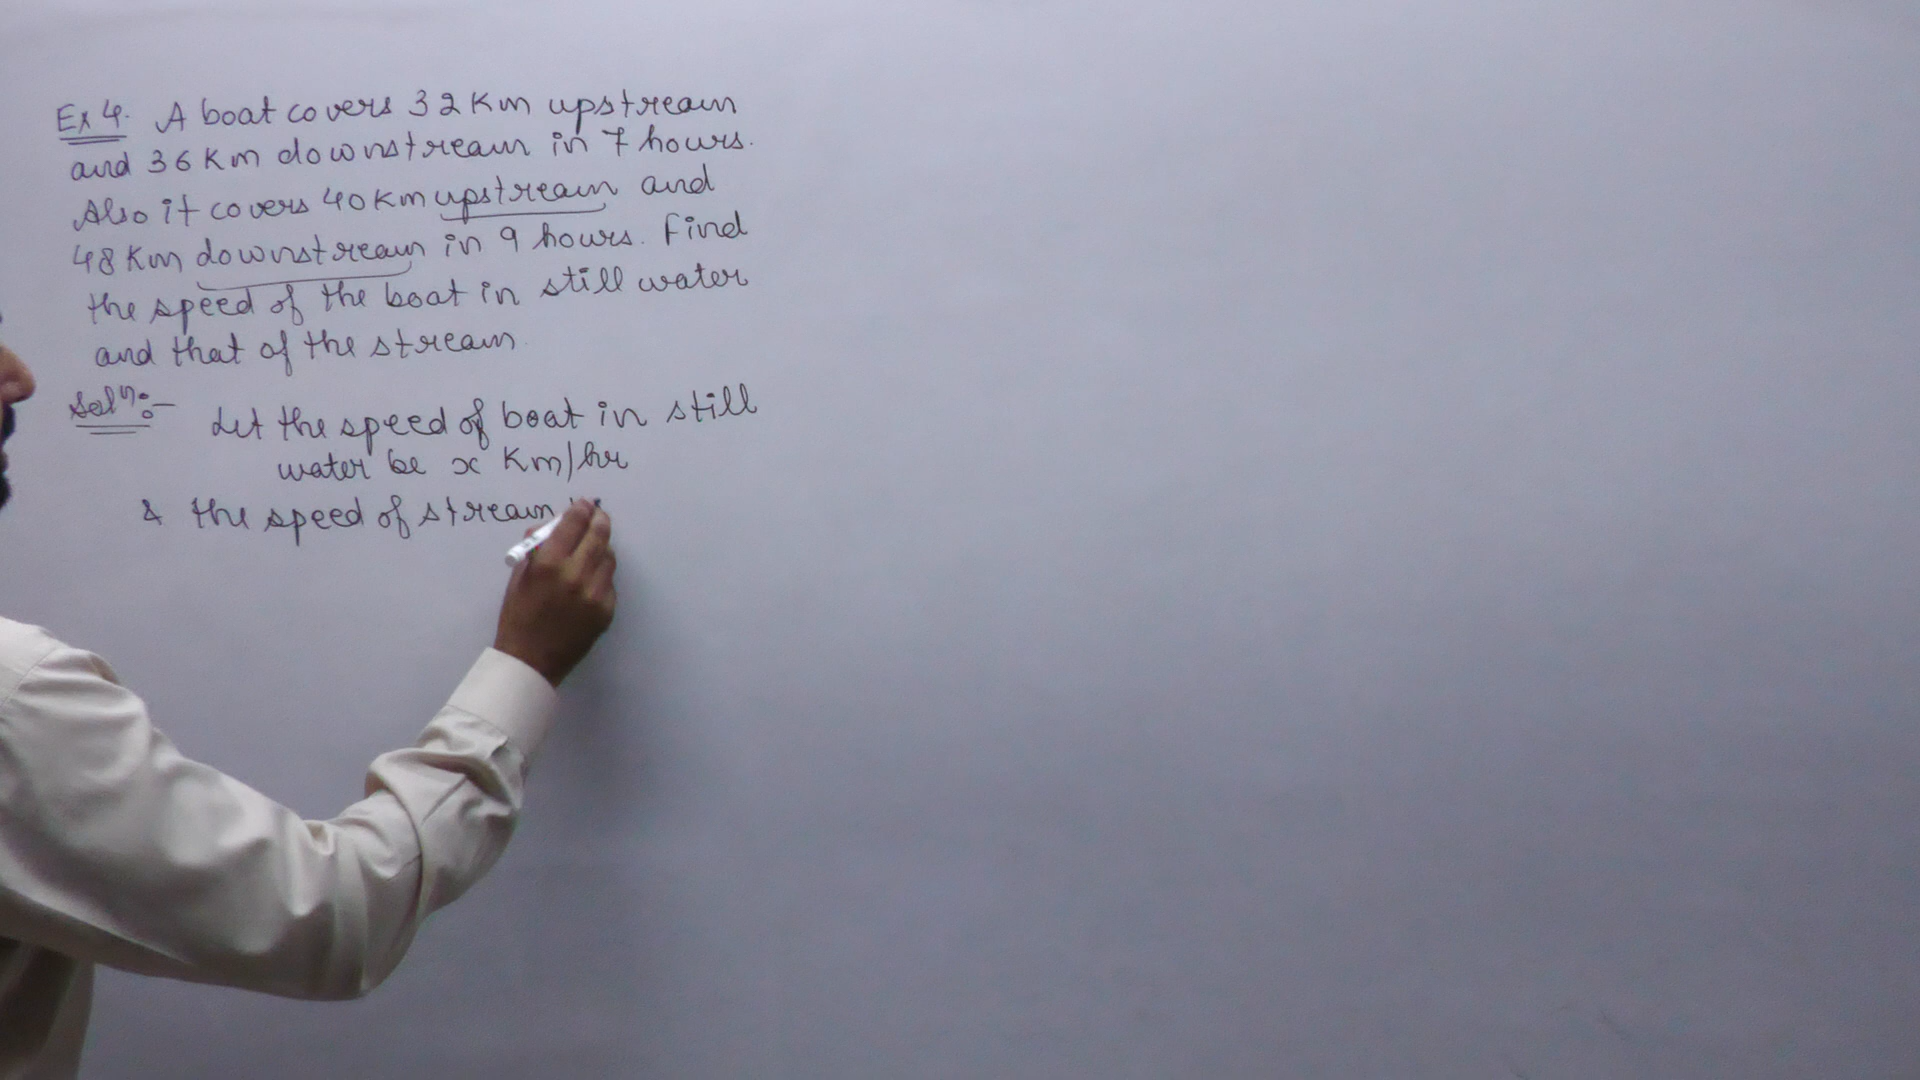 Ex 4. A boat covers 32 Km upstream
and 36 Km downstream in 7 hours.
Also it covers 40 Km upstream and
48 Km downstream in 9 hours. Find
the speed of the boat in still water
and that of the stream.
Solⁿ:-
Let the speed of boat in still
water be x Km/hr
& the speed of stream